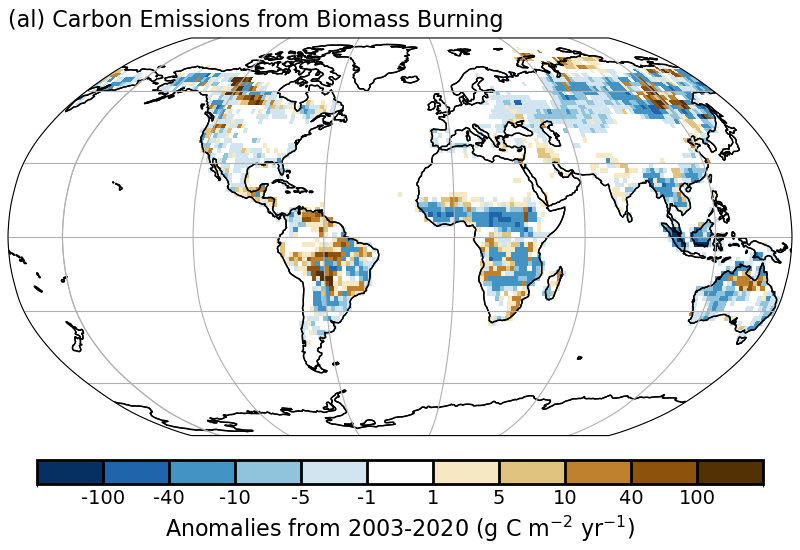 (al) Carbon Emissions from Biomass Burning
-100 -40 -10 -5 -1 1 5 10 40 100
Anomalies from 2003-2020 (g C m⁻² yr⁻¹)